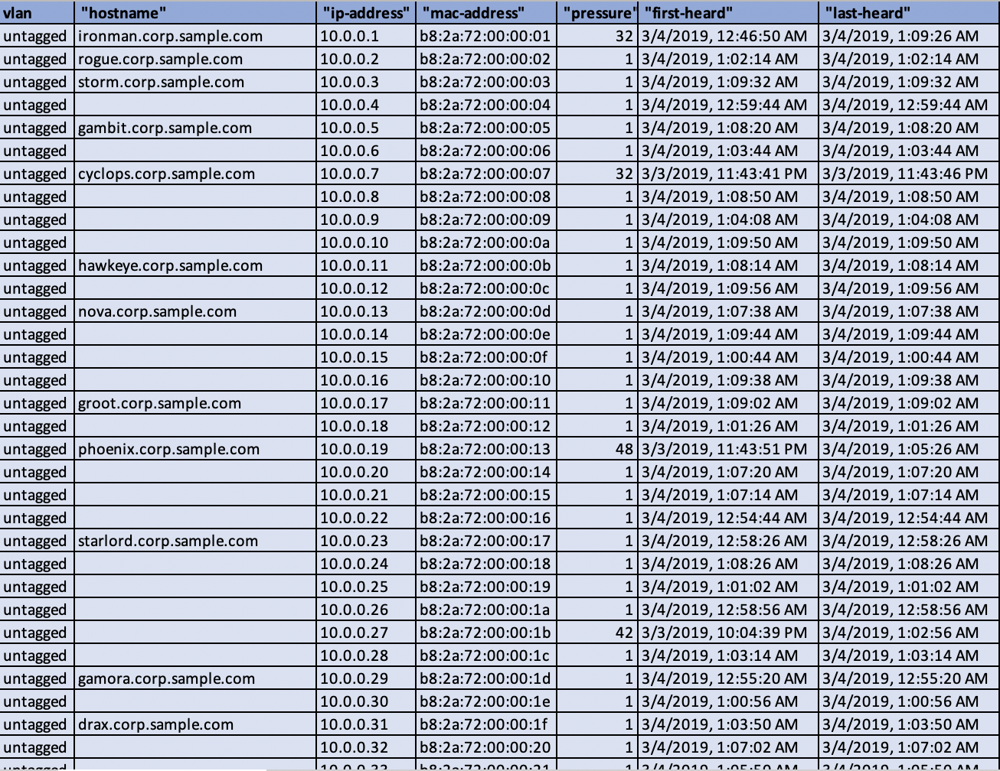 vlan "hostname" "ip-address" "mac-address" "pressure" "first-heard" "last-heard"
untagged ironman.corp.sample.com 10.0.0.1 b8:2a:72:00:00:01 32 3/4/2019, 12:46:50 AM 3/4/2019, 1:09:26 AM
untagged rogue.corp.sample.com 10.0.0.2 b8:2a:72:00:00:02 1 3/4/2019, 1:02:14 AM 3/4/2019, 1:02:14 AM
untagged storm.corp.sample.com 10.0.0.3 b8:2a:72:00:00:03 1 3/4/2019, 1:09:32 AM 3/4/2019, 1:09:32 AM
untagged 10.0.0.4 b8:2a:72:00:00:04 1 3/4/2019, 12:59:44 AM 3/4/2019, 12:59:44 AM
untagged gambit.corp.sample.com 10.0.0.5 b8:2a:72:00:00:05 1 3/4/2019, 1:08:20 AM 3/4/2019, 1:08:20 AM
untagged 10.0.0.6 b8:2a:72:00:00:06 1 3/4/2019, 1:03:44 AM 3/4/2019, 1:03:44 AM
untagged cyclops.corp.sample.com 10.0.0.7 b8:2a:72:00:00:07 32 3/3/2019, 11:43:41 PM 3/3/2019, 11:43:46 PM
untagged 10.0.0.8 b8:2a:72:00:00:08 1 3/4/2019, 1:08:50 AM 3/4/2019, 1:08:50 AM
untagged 10.0.0.9 b8:2a:72:00:00:09 1 3/4/2019, 1:04:08 AM 3/4/2019, 1:04:08 AM
untagged 10.0.0.10 b8:2a:72:00:00:0a 1 3/4/2019, 1:09:50 AM 3/4/2019, 1:09:50 AM
untagged hawkeye.corp.sample.com 10.0.0.11 b8:2a:72:00:00:0b 1 3/4/2019, 1:08:14 AM 3/4/2019, 1:08:14 AM
untagged 10.0.0.12 b8:2a:72:00:00:0c 1 3/4/2019, 1:09:56 AM 3/4/2019, 1:09:56 AM
untagged nova.corp.sample.com 10.0.0.13 b8:2a:72:00:00:0d 1 3/4/2019, 1:07:38 AM 3/4/2019, 1:07:38 AM
untagged 10.0.0.14 b8:2a:72:00:00:0e 1 3/4/2019, 1:09:44 AM 3/4/2019, 1:09:44 AM
untagged 10.0.0.15 b8:2a:72:00:00:0f 1 3/4/2019, 1:00:44 AM 3/4/2019, 1:00:44 AM
untagged 10.0.0.16 b8:2a:72:00:00:10 1 3/4/2019, 1:09:38 AM 3/4/2019, 1:09:38 AM
untagged groot.corp.sample.com 10.0.0.17 b8:2a:72:00:00:11 1 3/4/2019, 1:09:02 AM 3/4/2019, 1:09:02 AM
untagged 10.0.0.18 b8:2a:72:00:00:12 1 3/4/2019, 1:01:26 AM 3/4/2019, 1:01:26 AM
untagged phoenix.corp.sample.com 10.0.0.19 b8:2a:72:00:00:13 48 3/3/2019, 11:43:51 PM 3/4/2019, 1:05:26 AM
untagged 10.0.0.20 b8:2a:72:00:00:14 1 3/4/2019, 1:07:20 AM 3/4/2019, 1:07:20 AM
untagged 10.0.0.21 b8:2a:72:00:00:15 1 3/4/2019, 1:07:14 AM 3/4/2019, 1:07:14 AM
untagged 10.0.0.22 b8:2a:72:00:00:16 1 3/4/2019, 12:54:44 AM 3/4/2019, 12:54:44 AM
untagged starlord.corp.sample.com 10.0.0.23 b8:2a:72:00:00:17 1 3/4/2019, 12:58:26 AM 3/4/2019, 12:58:26 AM
untagged 10.0.0.24 b8:2a:72:00:00:18 1 3/4/2019, 1:08:26 AM 3/4/2019, 1:08:26 AM
untagged 10.0.0.25 b8:2a:72:00:00:19 1 3/4/2019, 1:01:02 AM 3/4/2019, 1:01:02 AM
untagged 10.0.0.26 b8:2a:72:00:00:1a 1 3/4/2019, 12:58:56 AM 3/4/2019, 12:58:56 AM
untagged 10.0.0.27 b8:2a:72:00:00:1b 42 3/3/2019, 10:04:39 PM 3/4/2019, 1:02:56 AM
untagged 10.0.0.28 b8:2a:72:00:00:1c 1 3/4/2019, 1:03:14 AM 3/4/2019, 1:03:14 AM
untagged gamora.corp.sample.com 10.0.0.29 b8:2a:72:00:00:1d 1 3/4/2019, 12:55:20 AM 3/4/2019, 12:55:20 AM
untagged 10.0.0.30 b8:2a:72:00:00:1e 1 3/4/2019, 1:00:56 AM 3/4/2019, 1:00:56 AM
untagged drax.corp.sample.com 10.0.0.31 b8:2a:72:00:00:1f 1 3/4/2019, 1:03:50 AM 3/4/2019, 1:03:50 AM
untagged 10.0.0.32 b8:2a:72:00:00:20 1 3/4/2019, 1:07:02 AM 3/4/2019, 1:07:02 AM